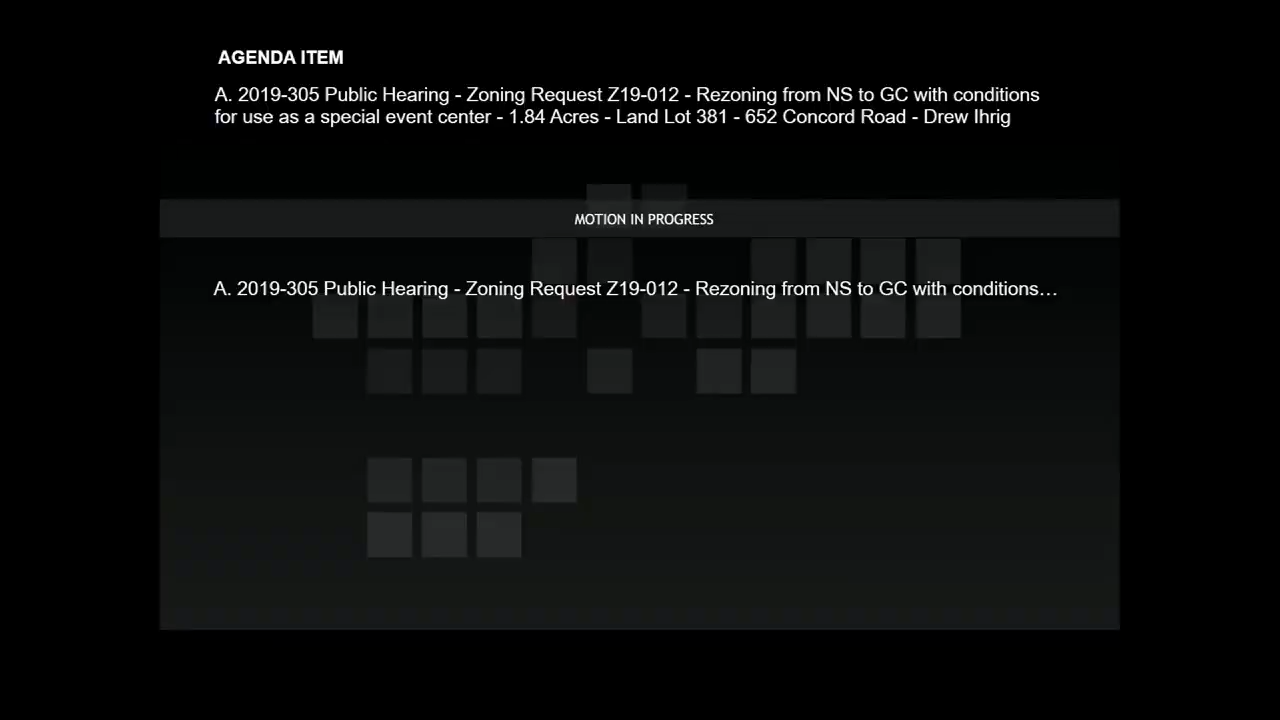 AGENDA ITEM
A. 2019-305 Public Hearing - Zoning Request Z19-012 - Rezoning from NS to GC with conditions
for use as a special event center - 1.84 Acres - Land Lot 381 - 652 Concord Road - Drew Ihrig
MOTION IN PROGRESS
A. 2019-305 Public Hearing - Zoning Request Z19-012 - Rezoning from NS to GC with conditions…